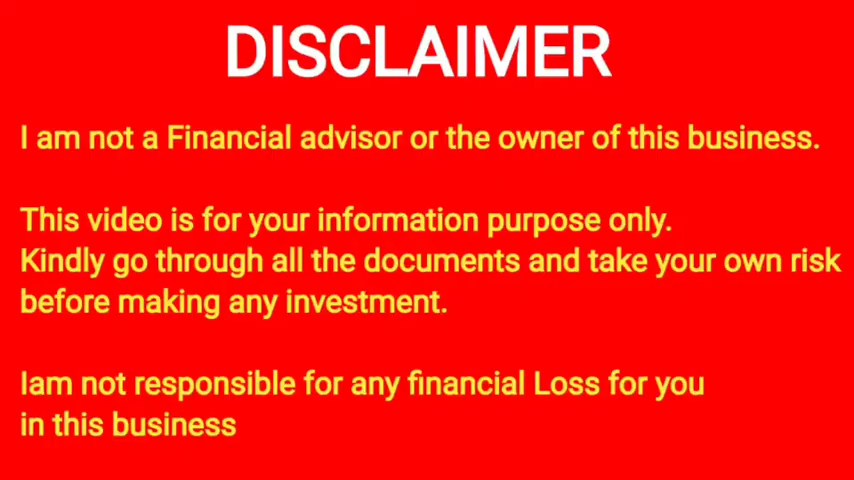 DISCLAIMER
I am not a Financial advisor or the owner of this business.
This video is for your information purpose only.
Kindly go through all the documents and take your own risk
before making any investment.
Iam not responsible for any financial Loss for you
in this business